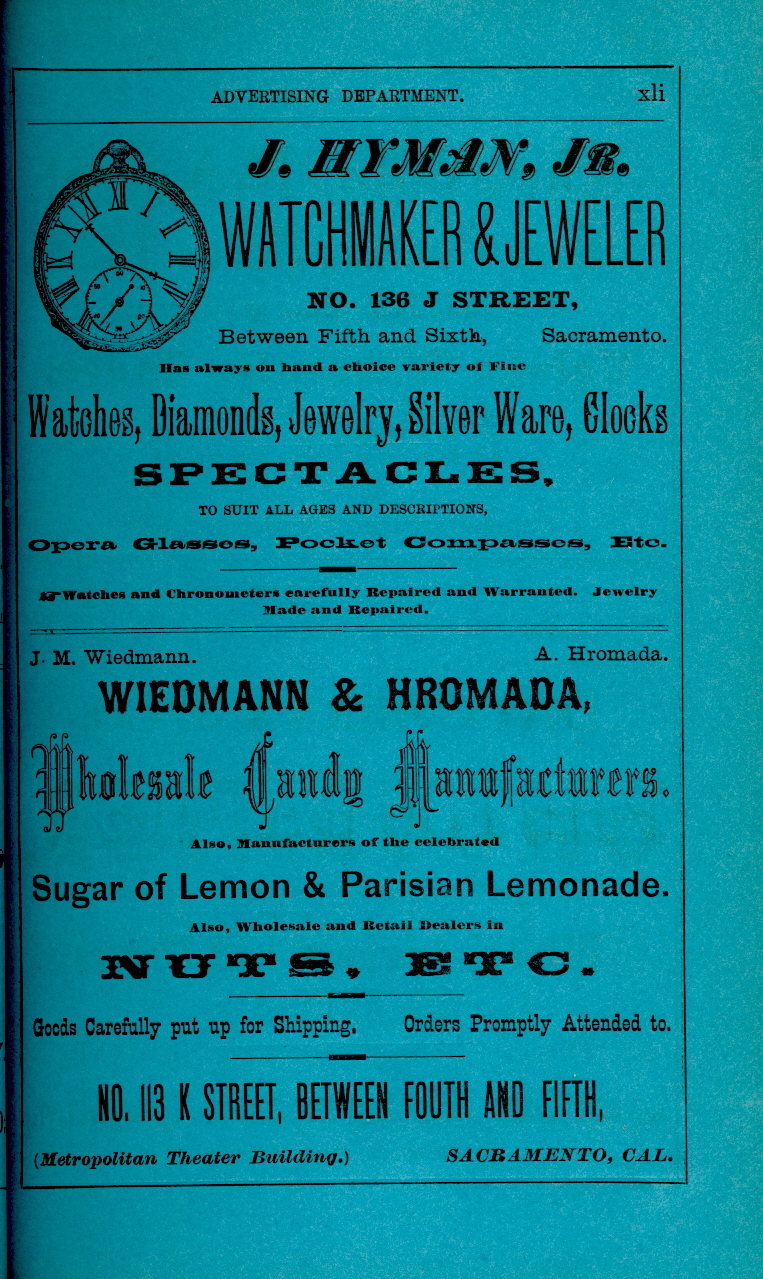 ADVERTISING DEPARTMENT. xli
J. HYMAN, JR.
WATCHMAKER & JEWELER
NO. 136 J STREET,
Between Fifth and Sixth, Sacramento.
Has always on hand a choice variety of Fine
Watches, Diamonds, Jewelry, Silver Ware, Clocks
SPECTACLES,
TO SUIT ALL AGES AND DESCRIPTIONS,
Opera Glasses, Pocket Compasses, Etc.
☞Watches and Chronometers carefully Repaired and Warranted. Jewelry
Made and Repaired.
J. M. Wiedmann. A. Hromada.
WIEDMANN & HROMADA,
Wholesale Candy Manufacturers.
Also, Manufacturers of the celebrated
Sugar of Lemon & Parisian Lemonade.
Also, Wholesale and Retail Dealers in
NUTS, ETC.
Goods Carefully put up for Shipping. Orders Promptly Attended to.
NO. 113 K STREET, BETWEEN FOUTH AND FIFTH,
(Metropolitan Theater Building.) SACRAMENTO, CAL.